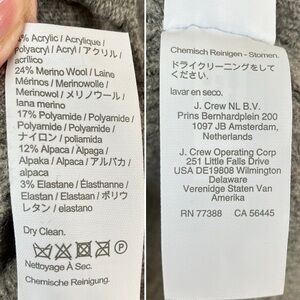 % Acrylic / Acrylique /
Polyacryl / Acryl / アクリル /
acrílico
24% Merino Wool / Laine
Mérinos / Merinowolle /
Merinowol / メリノウール /
lana merino
17% Polyamide / Polyamide
/ Polyamid / Polyamide /
ナイロン / poliamida
12% Alpaca / Alpaga /
Alpaka / Alpaca / アルパカ /
alpaca
3% Elastane / Élasthanne /
Elastan / Elastaan / ポリウ
レタン / elastano
Dry Clean.
P
Nettoyage À Sec.
Chemische Reinigung.
Chemisch Reinigen - Stomen.
ドライクリーニングをして
ください.
lavar en seco.
J. Crew NL B.V.
Prins Bernhardplein 200
1097 JB Amsterdam,
Netherlands
J. Crew Operating Corp
251 Little Falls Drive
USA DE19808 Wilmington
Delaware
Verenidge Staten Van
Amerika
RN 77388 CA 56445